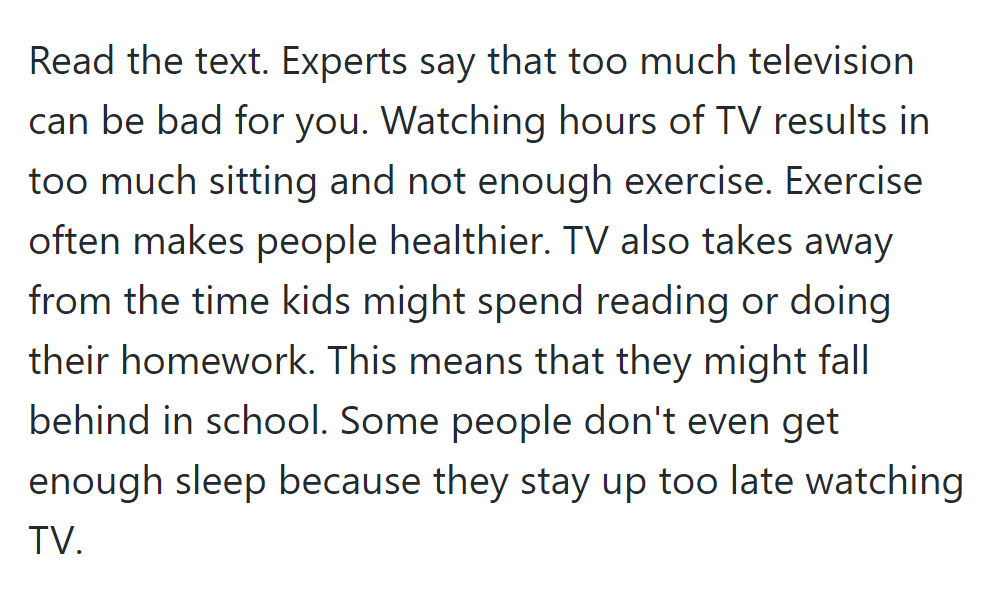 Read the text. Experts say that too much television
can be bad for you. Watching hours of TV results in
too much sitting and not enough exercise. Exercise
often makes people healthier. TV also takes away
from the time kids might spend reading or doing
their homework. This means that they might fall
behind in school. Some people don't even get
enough sleep because they stay up too late watching
TV.